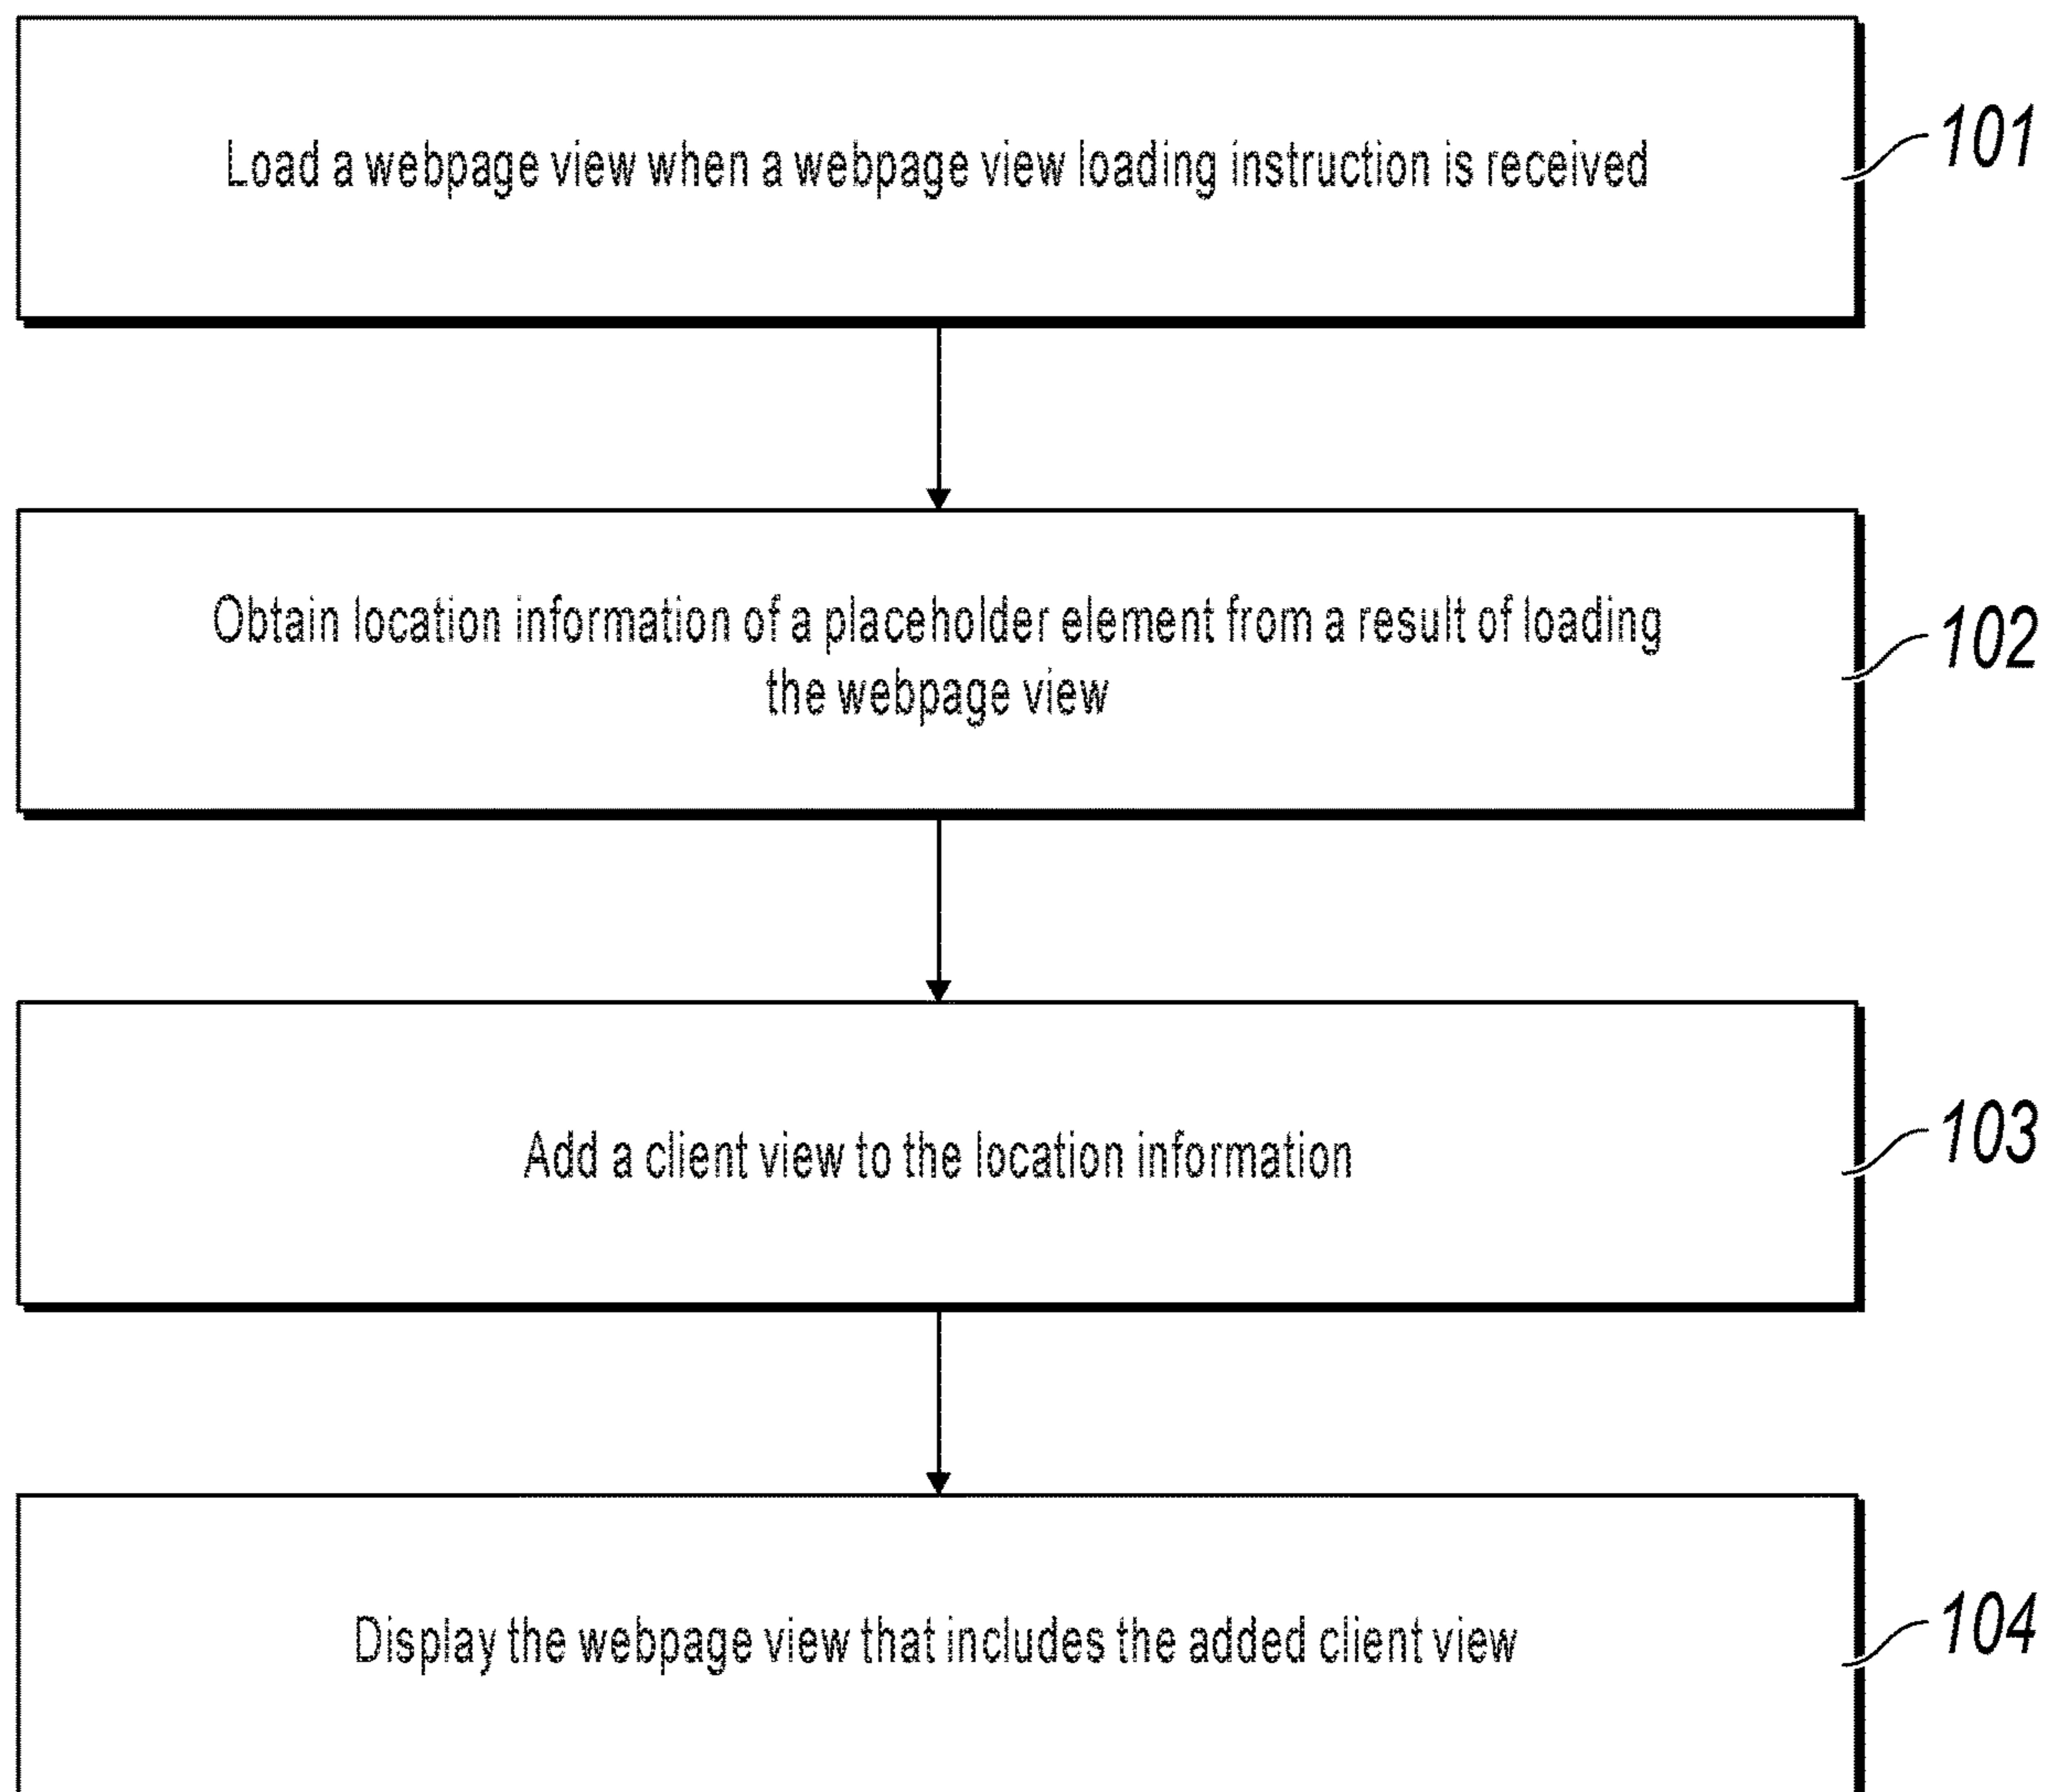 Load a webpage view when a webpage view loading instruction is received
101
Obtain location information of a placeholder element from a result of loading
the webpage view
102
Add a client view to the location information
103
Display the webpage view that includes the added client view
104